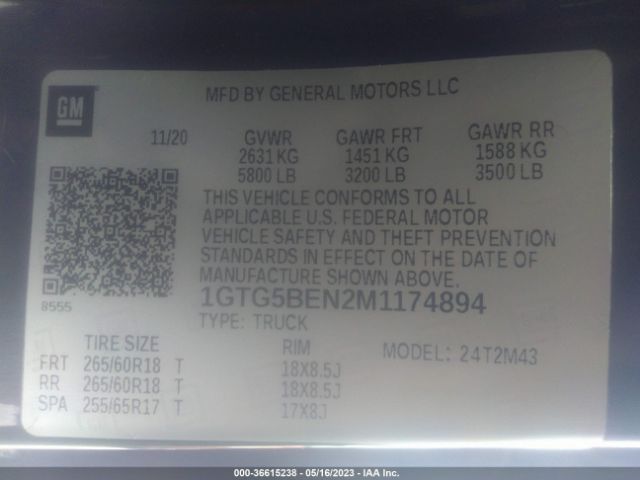 GM
MFD BY GENERAL MOTORS LLC
11/20 GVWR GAWR FRT GAWR RR
2631 KG 1451 KG 1588 KG
5800 LB 3200 LB 3500 LB
THIS VEHICLE CONFORMS TO ALL
APPLICABLE U.S. FEDERAL MOTOR
VEHICLE SAFETY AND THEFT PREVENTION
STANDARDS IN EFFECT ON THE DATE OF
MANUFACTURE SHOWN ABOVE.
8555 1GTG5BEN2M1174894
TYPE: TRUCK
TIRE SIZE RIM MODEL: 24T2M43
FRT 265/60R18 T 18X8.5J
RR 265/60R18 T 18X8.5J
SPA 255/65R17 T 17X8J
000-36615238 - 05/16/2023 - IAA Inc.